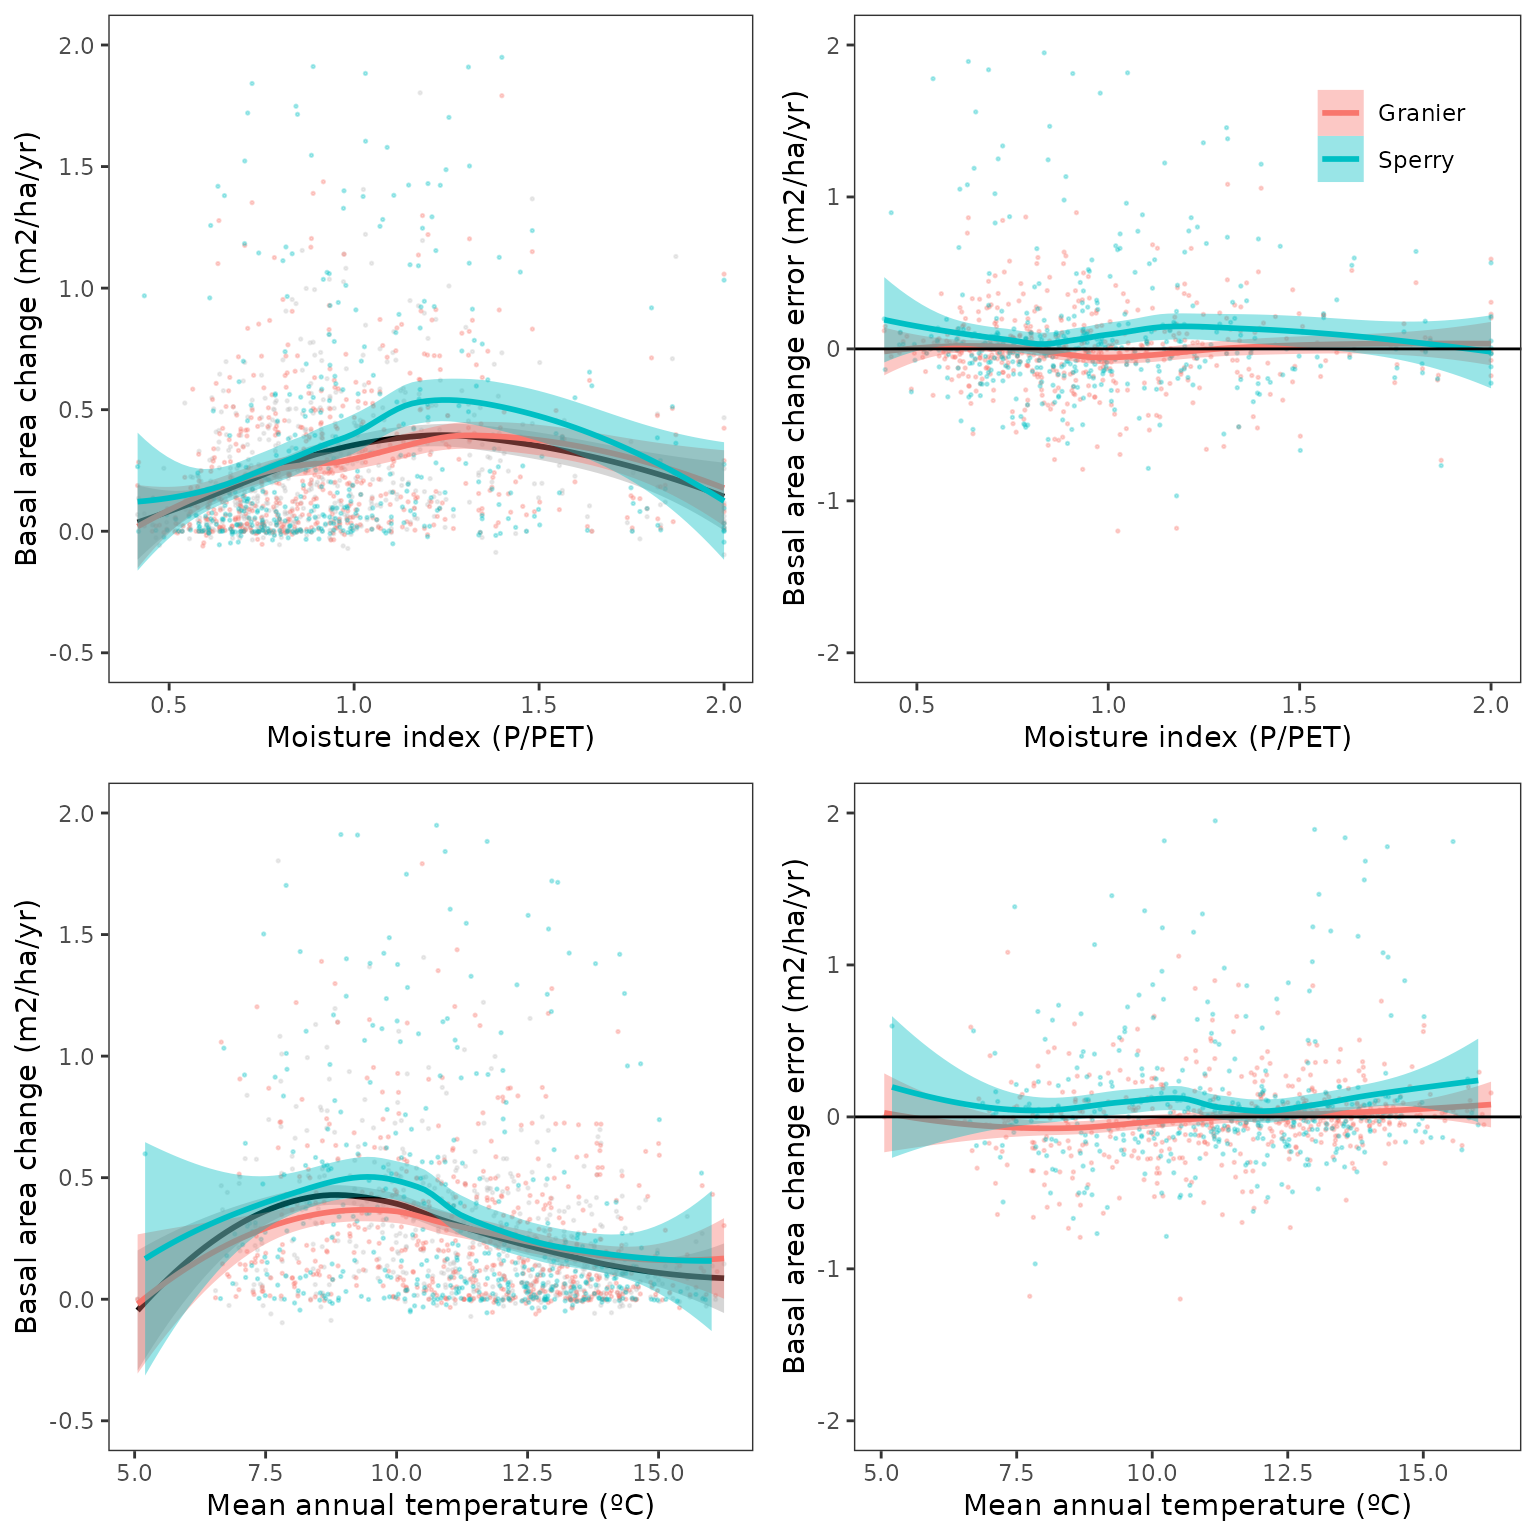 Basal area change (m2/ha/yr)
2.0
1.5
1.0
0.5
0.0
-0.5
0.5 1.0 1.5 2.0
Moisture index (P/PET)
Basal area change error (m2/ha/yr)
2
1
0
-1
-2
Granier
Sperry
0.5 1.0 1.5 2.0
Moisture index (P/PET)
Basal area change (m2/ha/yr)
2.0
1.5
1.0
0.5
0.0
-0.5
5.0 7.5 10.0 12.5 15.0
Mean annual temperature (ºC)
Basal area change error (m2/ha/yr)
2
1
0
-1
-2
5.0 7.5 10.0 12.5 15.0
Mean annual temperature (ºC)